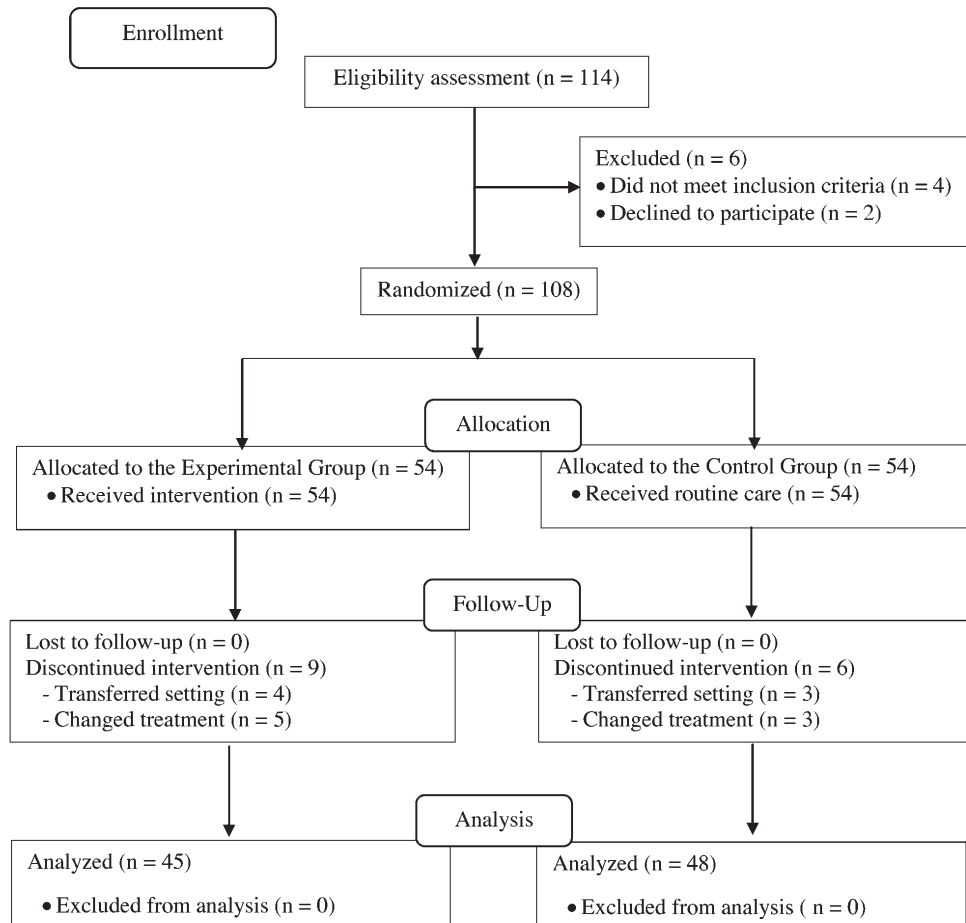 Enrollment
Eligibility assessment (n = 114)
Excluded (n = 6)
• Did not meet inclusion criteria (n = 4)
• Declined to participate (n = 2)
Randomized (n = 108)
Allocation
Allocated to the Experimental Group (n = 54)
• Received intervention (n = 54)
Allocated to the Control Group (n = 54)
• Received routine care (n = 54)
Follow-Up
Lost to follow-up (n = 0)
Discontinued intervention (n = 9)
- Transferred setting (n = 4)
- Changed treatment (n = 5)
Lost to follow-up (n = 0)
Discontinued intervention (n = 6)
- Transferred setting (n = 3)
- Changed treatment (n = 3)
Analysis
Analyzed (n = 45)
• Excluded from analysis (n = 0)
Analyzed (n = 48)
• Excluded from analysis ( n = 0)